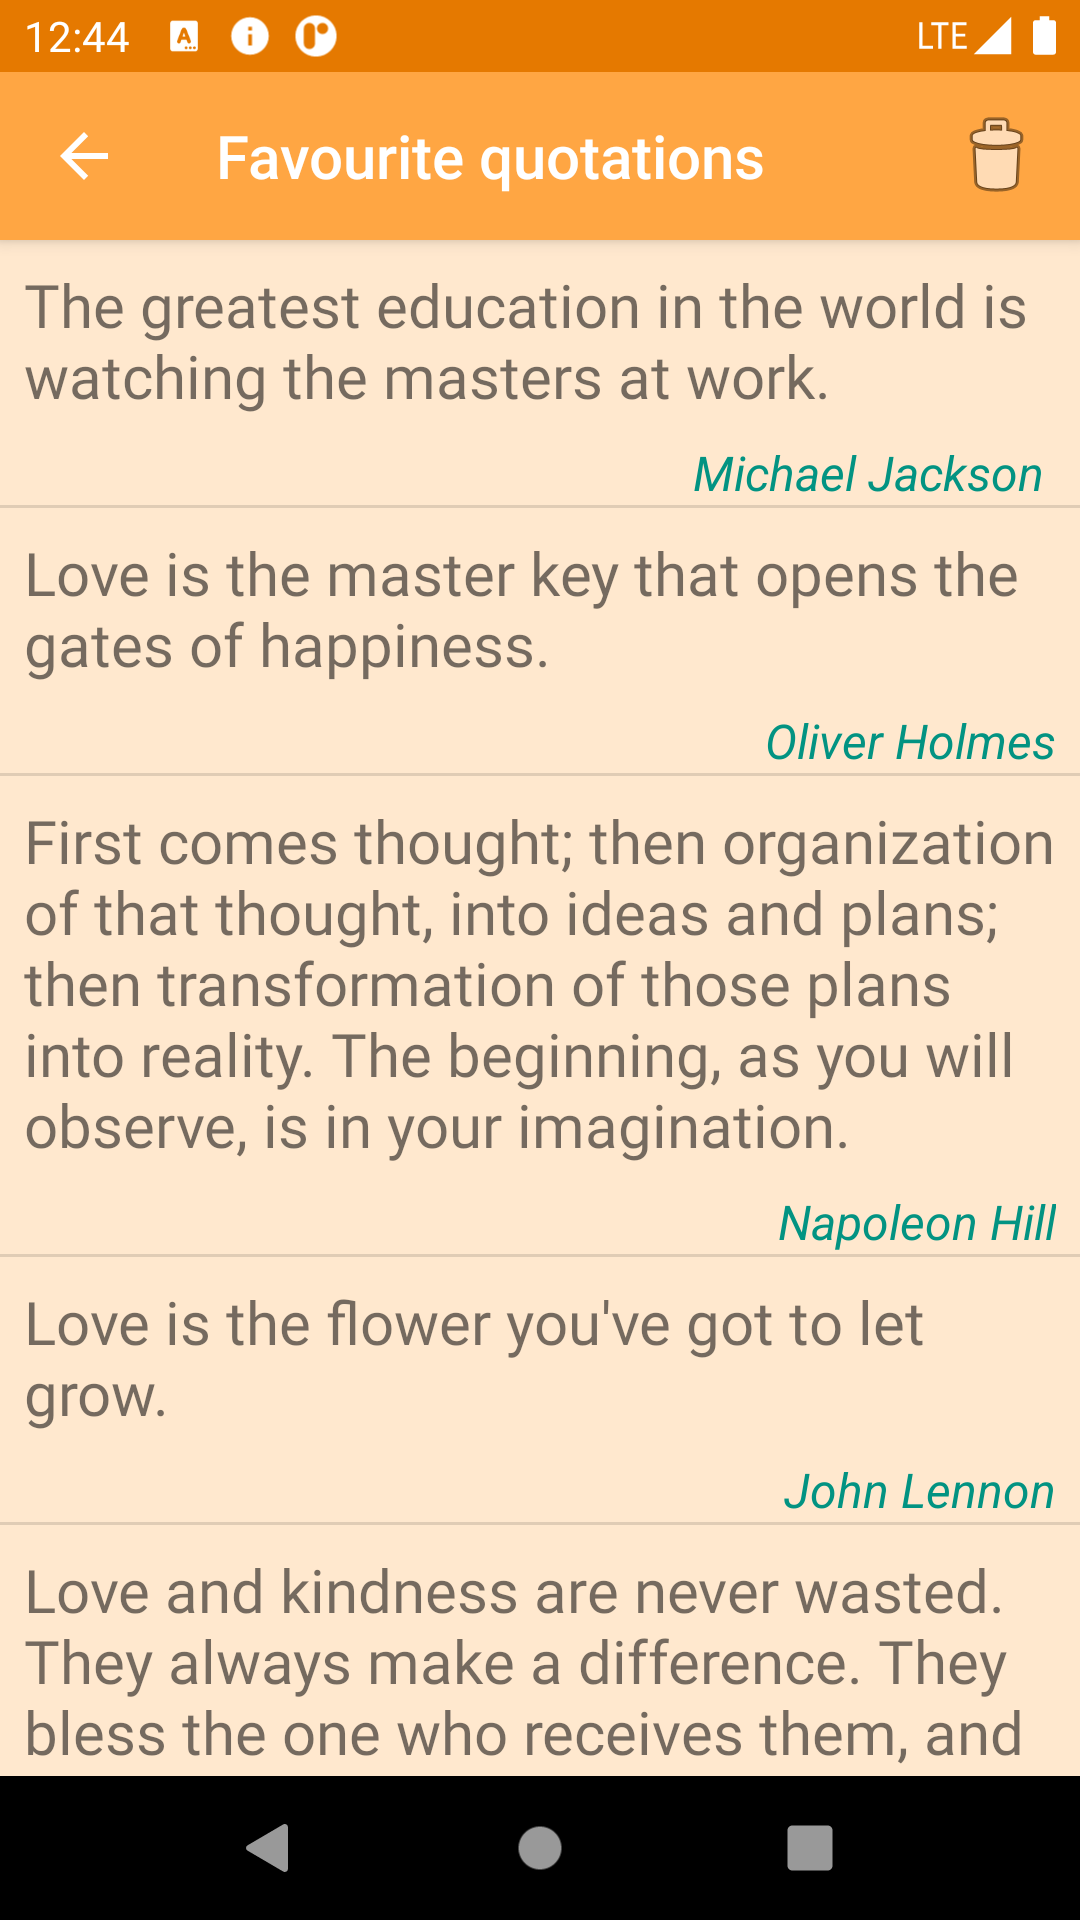 12:44
LTE
Favourite quotations
The greatest education in the world is
watching the masters at work.
Michael Jackson
Love is the master key that opens the
gates of happiness.
Oliver Holmes
First comes thought; then organization
of that thought, into ideas and plans;
then transformation of those plans
into reality. The beginning, as you will
observe, is in your imagination.
Napoleon Hill
Love is the flower you've got to let
grow.
John Lennon
Love and kindness are never wasted.
They always make a difference. They
bless the one who receives them, and